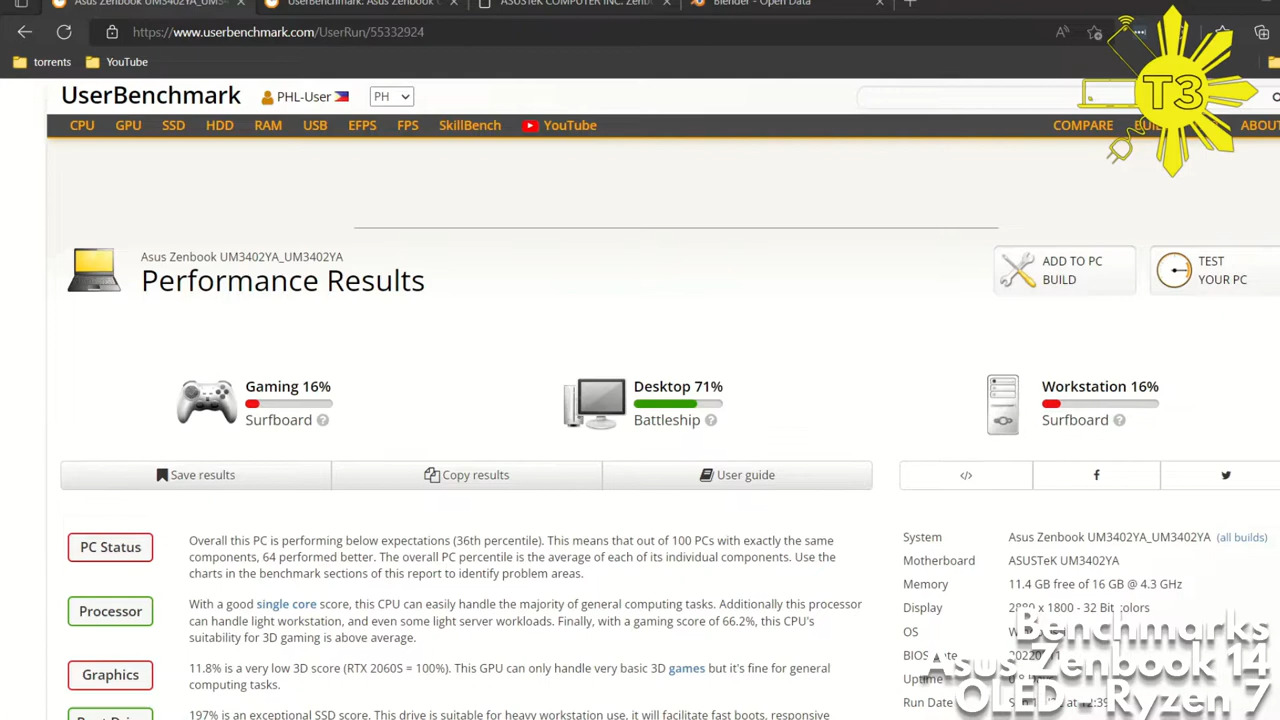 Asus Zenbook UM3402YA_UM34
UserBenchmark: Asus Zenbook
ASUSTeK COMPUTER INC. Zenb
Blender - Open Data
https://www.userbenchmark.com/UserRun/55332924
torrents YouTube
T3
UserBenchmark PHL-User PH
CPU GPU SSD HDD RAM USB EFPS FPS SkillBench YouTube COMPARE ABOUT
Asus Zenbook UM3402YA_UM3402YA
Performance Results
ADD TO PC
BUILD
TEST
YOUR PC
Gaming 16%
Surfboard
Desktop 71%
Battleship
Workstation 16%
Surfboard
Save results Copy results User guide </>
PC Status
Overall this PC is performing below expectations (36th percentile). This means that out of 100 PCs with exactly the same
components, 64 performed better. The overall PC percentile is the average of each of its individual components. Use the
charts in the benchmark sections of this report to identify problem areas.
Processor
With a good single core score, this CPU can easily handle the majority of general computing tasks. Additionally this processor
can handle light workstation, and even some light server workloads. Finally, with a gaming score of 66.2%, this CPU's
suitability for 3D gaming is above average.
Graphics
11.8% is a very low 3D score (RTX 2060S = 100%). This GPU can only handle very basic 3D games but it's fine for general
computing tasks.
197% is an exceptional SSD score. This drive is suitable for heavy workstation use, it will facilitate fast boots, responsive
System Asus Zenbook UM3402YA_UM3402YA (all builds)
Motherboard ASUSTeK UM3402YA
Memory 11.4 GB free of 16 GB @ 4.3 GHz
Display 2880 x 1800 - 32 Bit colors
OS
BIOS Date
Uptime
Run Date
Benchmarks
Asus Zenbook 14
OLED - Ryzen 7